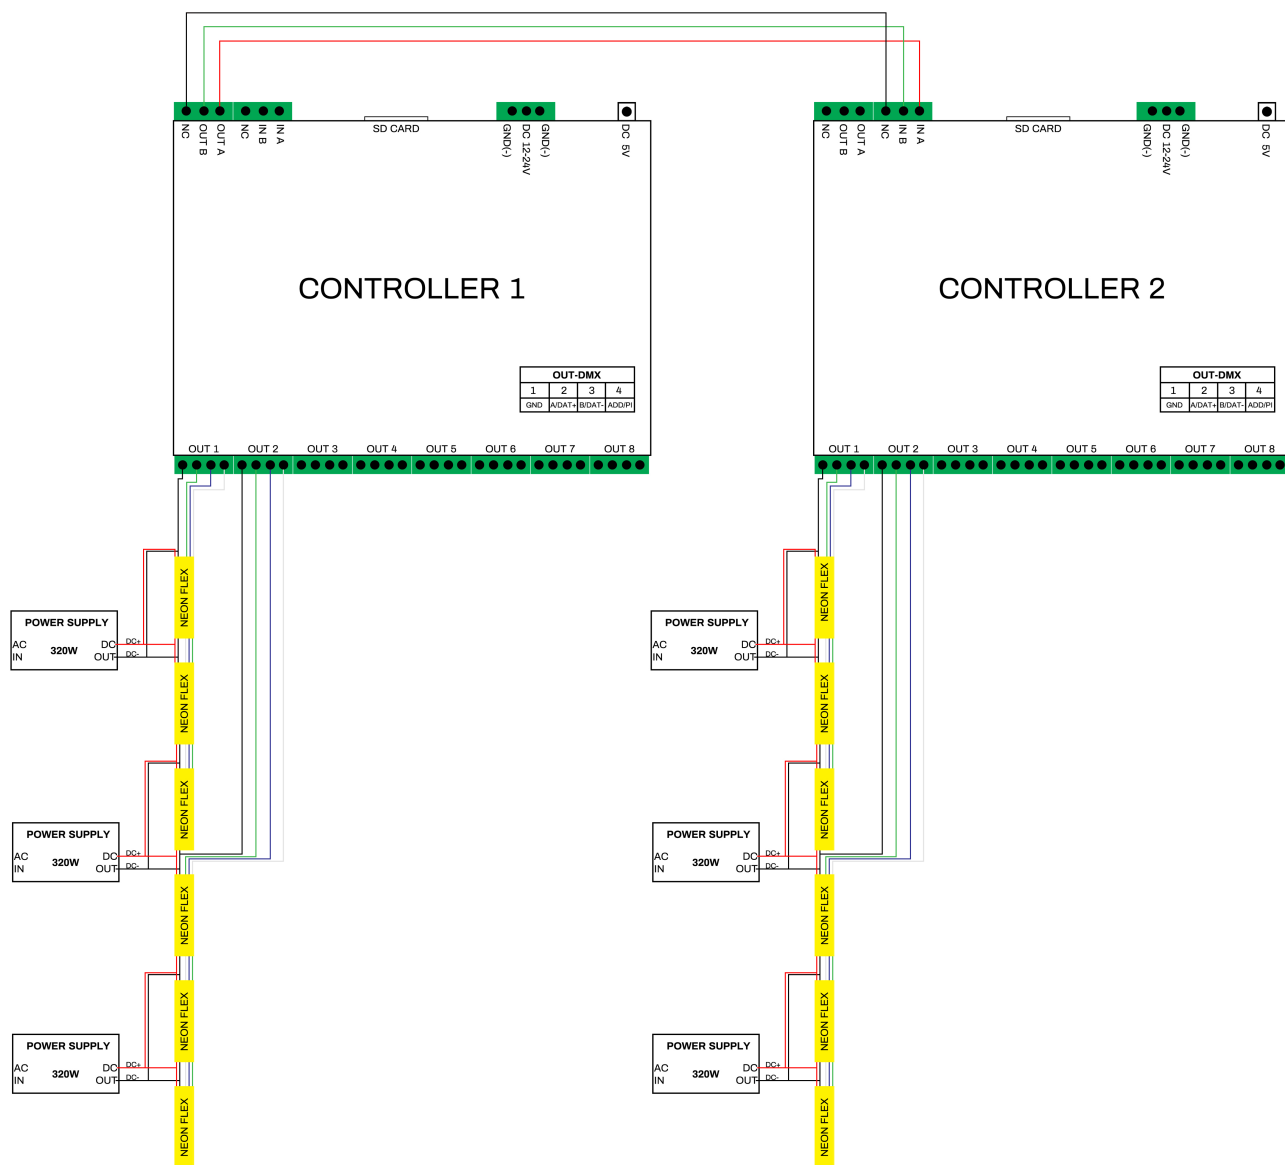 NC
OUT B
OUT A
NC
IN B
IN A
SD CARD
GND(-)
DC 12-24V
GND(-)
DC 5V
CONTROLLER 1
OUT-DMX
1 2 3 4
GND A/DAT+ B/DAT- ADD/PI
OUT 1 OUT 2 OUT 3 OUT 4 OUT 5 OUT 6 OUT 7 OUT 8
NEON FLEX
POWER SUPPLY
AC DC DC+
320W
IN OUT DC-
NEON FLEX
NEON FLEX
POWER SUPPLY
AC DC DC+
320W
IN OUT DC-
NEON FLEX
NEON FLEX
POWER SUPPLY
AC DC DC+
320W
IN OUT DC-
NEON FLEX
NC
OUT B
OUT A
NC
IN B
IN A
SD CARD
GND(-)
DC 12-24V
GND(-)
DC 5V
CONTROLLER 2
OUT-DMX
1 2 3 4
GND A/DAT+ B/DAT- ADD/PI
OUT 1 OUT 2 OUT 3 OUT 4 OUT 5 OUT 6 OUT 7 OUT 8
NEON FLEX
POWER SUPPLY
AC DC DC+
320W
IN OUT DC-
NEON FLEX
NEON FLEX
POWER SUPPLY
AC DC DC+
320W
IN OUT DC-
NEON FLEX
NEON FLEX
POWER SUPPLY
AC DC DC+
320W
IN OUT DC-
NEON FLEX